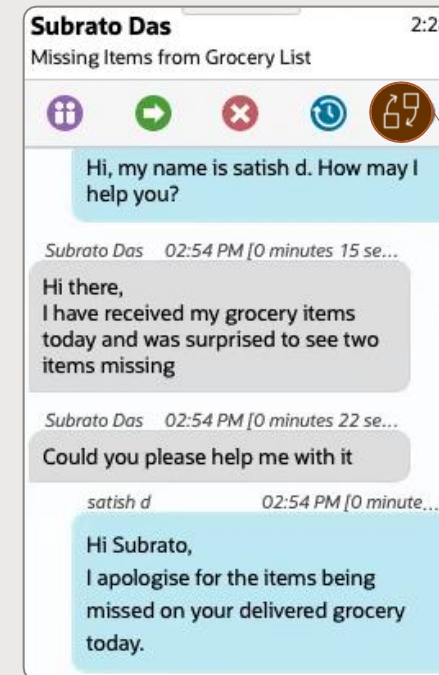 Subrato Das
Missing Items from Grocery List
Hi, my name is satish d. How may I
help you?
Subrato Das 02:54 PM [0 minutes 15 se...
Hi there,
I have received my grocery items
today and was surprised to see two
items missing
Subrato Das 02:54 PM [0 minutes 22 se...
Could you please help me with it
satish d 02:54 PM [0 minute...
Hi Subrato,
I apologise for the items being
missed on your delivered grocery
today.